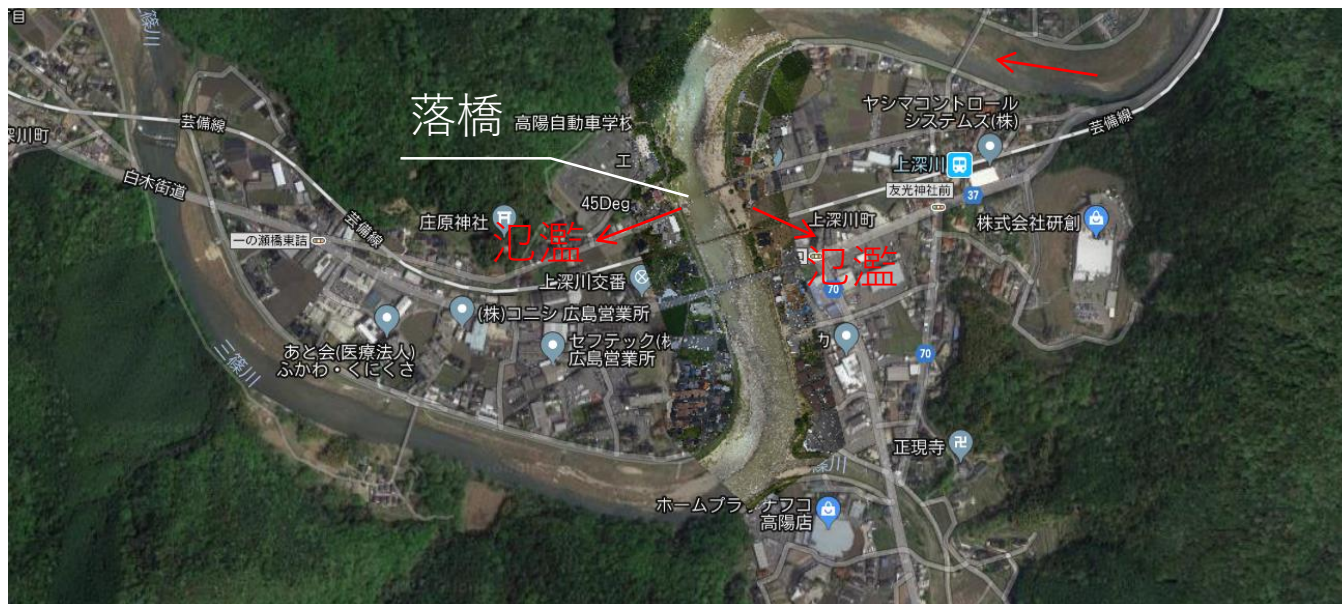 目
三篠川
芸備線
深川町
白木街道
落橋
高陽自動車学校
工
45Deg
ヤシマコントロール
システムズ(株)
芸備線
上深川
友光神社前
37
株式会社研創
上深川町
庄原神社
芸備線
一の瀬橋東詰
氾濫
氾濫
70
上深川交番
(株)コニシ 広島営業所
セフテック(株
広島営業所
カ
70
あと会(医療法人)
ふかわ・くにくさ
三篠川
正現寺
篠川
ホームプラ
ナフコ
高陽店